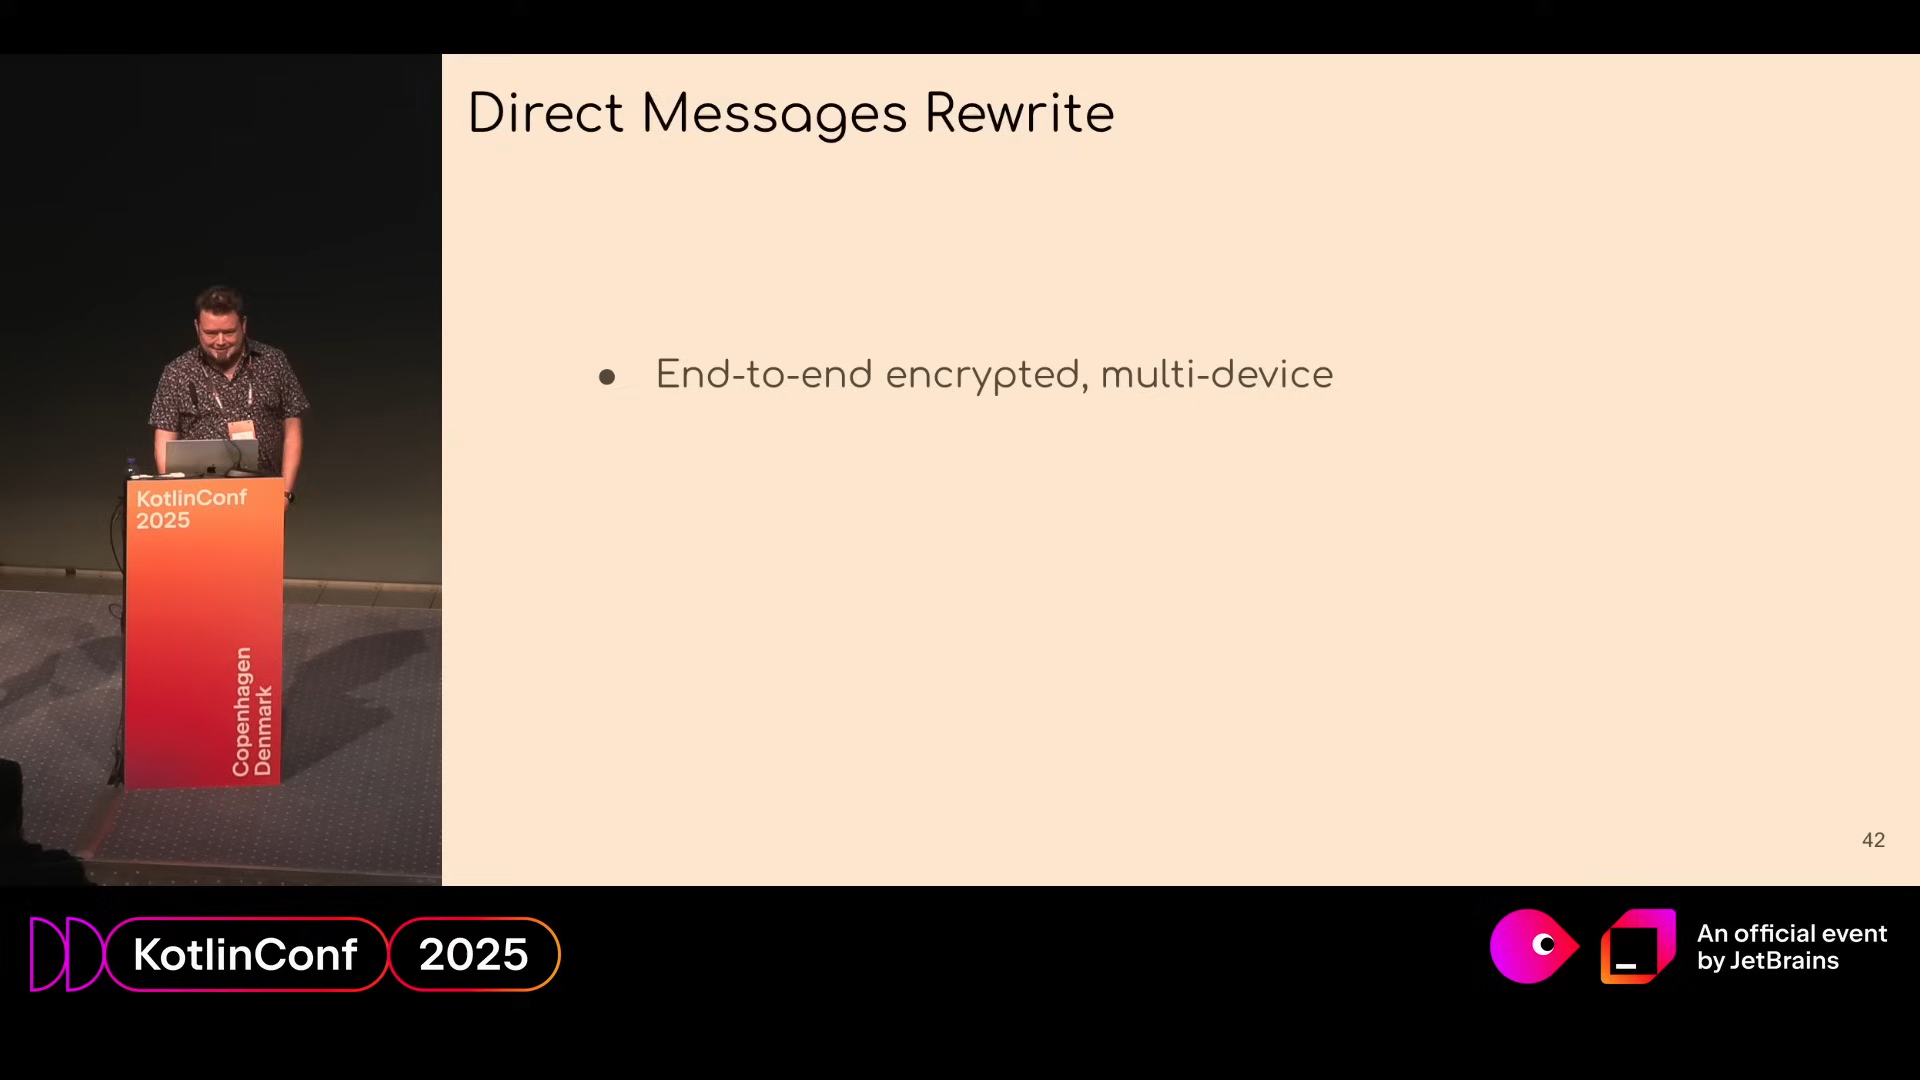 Direct Messages Rewrite
● End-to-end encrypted, multi-device
42
KotlinConf
2025
Copenhagen
Denmark
KotlinConf 2025
An official event
by JetBrains